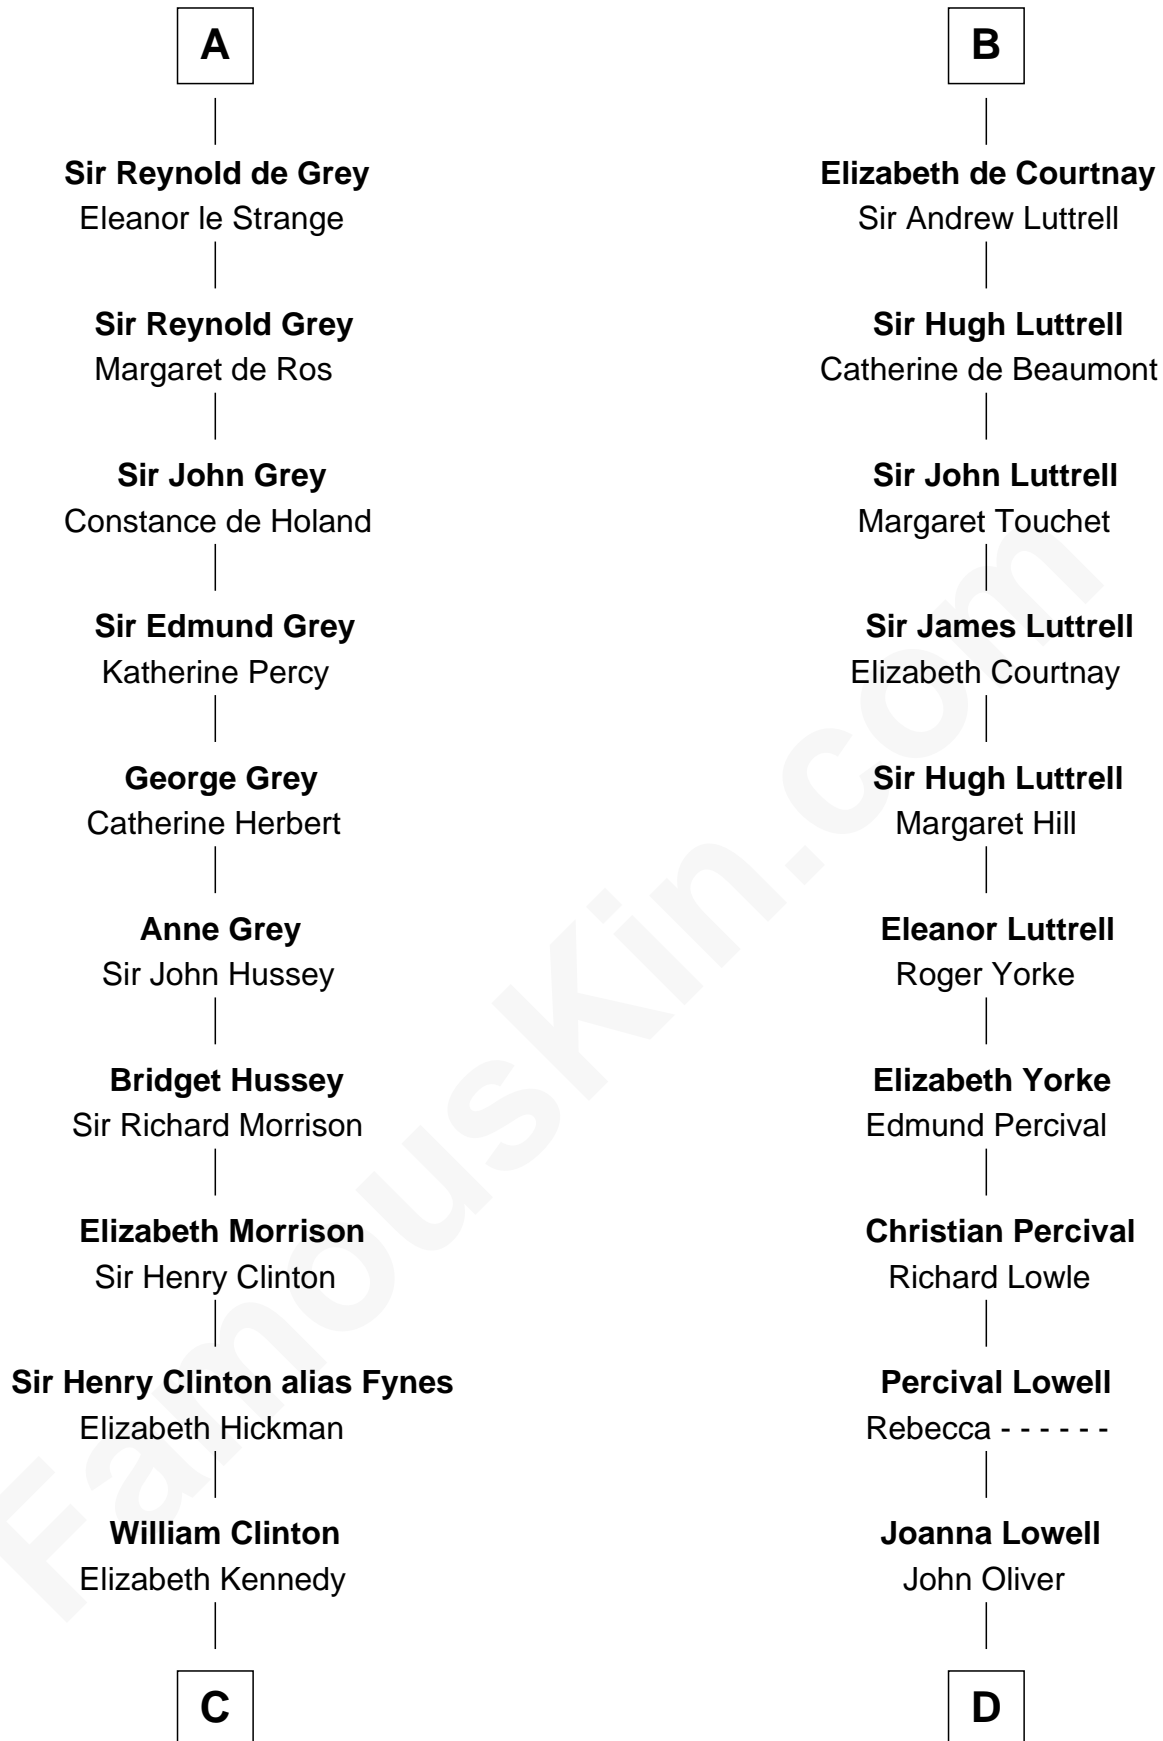 A
Sir Reynold de Grey
Eleanor le Strange
Sir Reynold Grey
Margaret de Ros
Sir John Grey
Constance de Holand
Sir Edmund Grey
Katherine Percy
George Grey
Catherine Herbert
Anne Grey
Sir John Hussey
Bridget Hussey
Sir Richard Morrison
Elizabeth Morrison
Sir Henry Clinton
Sir Henry Clinton alias Fynes
Elizabeth Hickman
William Clinton
Elizabeth Kennedy
C
B
Elizabeth de Courtnay
Sir Andrew Luttrell
Sir Hugh Luttrell
Catherine de Beaumont
Sir John Luttrell
Margaret Touchet
Sir James Luttrell
Elizabeth Courtnay
Sir Hugh Luttrell
Margaret Hill
Eleanor Luttrell
Roger Yorke
Elizabeth Yorke
Edmund Percival
Christian Percival
Richard Lowle
Percival Lowell
Rebecca - - - - - -
Joanna Lowell
John Oliver
D
FamousKin.com